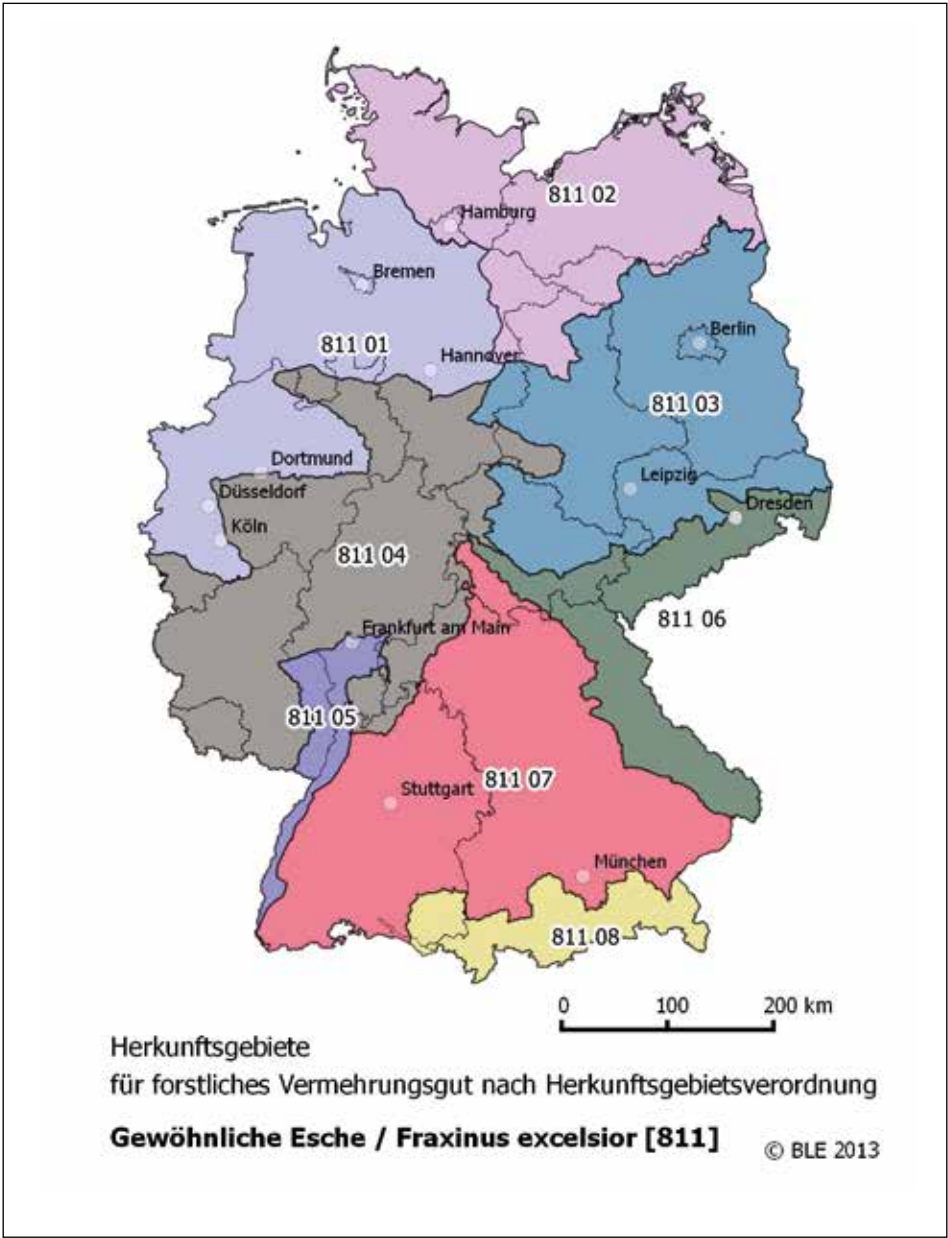 811 02
Hamburg
Bremen
Berlin
811 01
Hannover
811 03
Dortmund
Leipzig
Düsseldorf
Dresden
Köln
811 04
811 06
Frankfurt am Main
811 05
811 07
Stuttgart
München
811 08
0 100 200 km
Herkunftsgebiete
für forstliches Vermehrungsgut nach Herkunftsgebietsverordnung
Gewöhnliche Esche / Fraxinus excelsior [811]
© BLE 2013